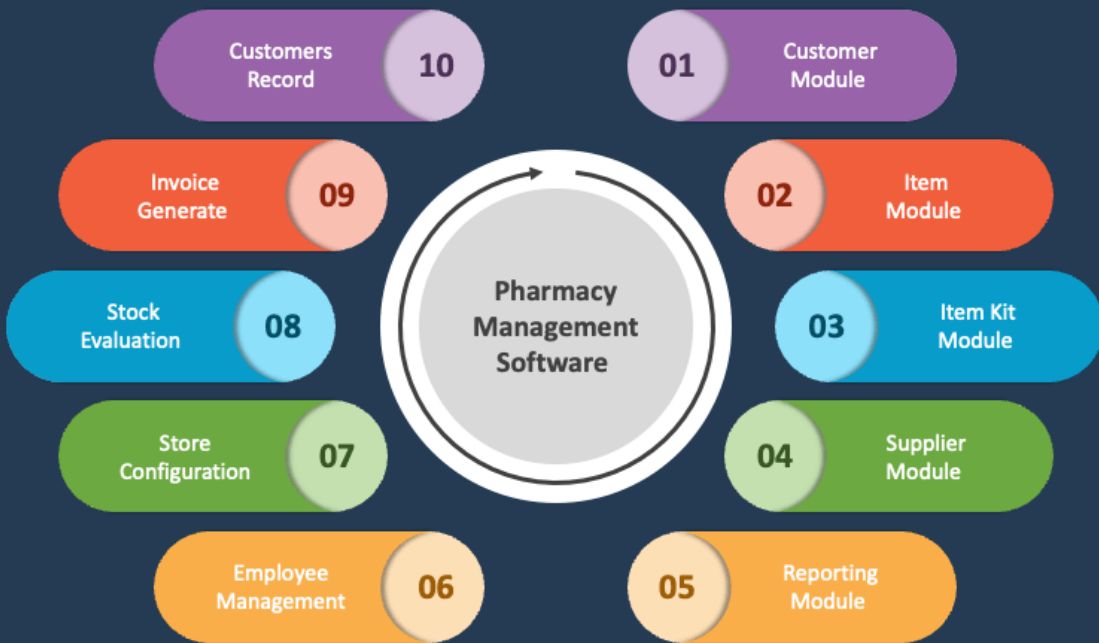 Customers
Record
10
01
Customer
Module
Invoice
Generate
09
02
Item
Module
Stock
Evaluation
08
Pharmacy
Management
Software
03
Item Kit
Module
Store
Configuration
07
04
Supplier
Module
Employee
Management
06
05
Reporting
Module